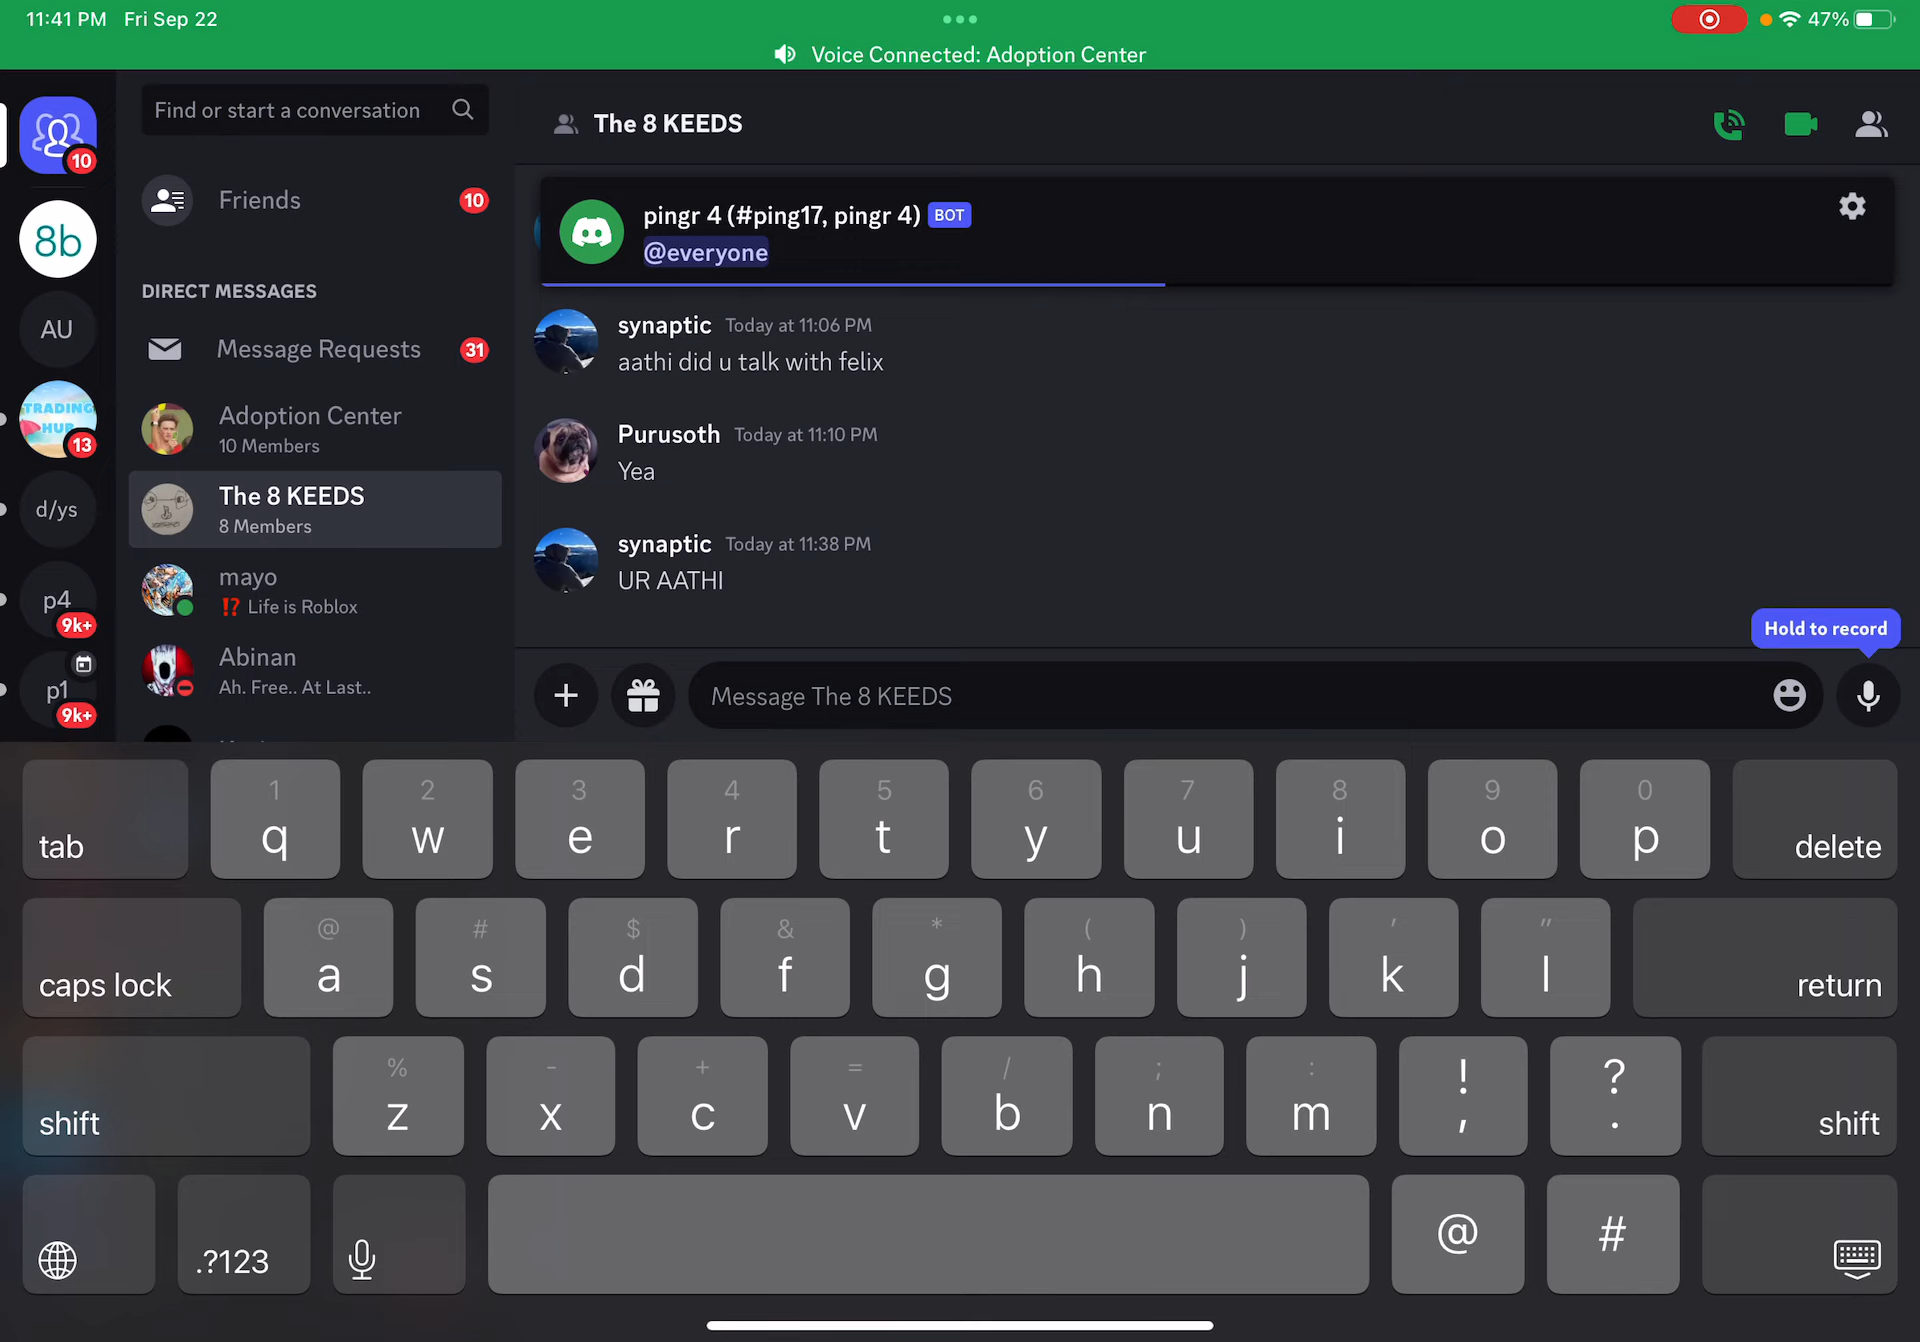 11:41 PM Fri Sep 22
47%
Voice Connected: Adoption Center
10
8b
AU
TRADING
HUB
13
d/ys
p4
9k+
p1
9k+
Find or start a conversation
Friends 10
DIRECT MESSAGES
Message Requests 31
Adoption Center
10 Members
The 8 KEEDS
8 Members
mayo
⁉ Life is Roblox
Abinan
Ah. Free.. At Last..
The 8 KEEDS
pingr 4 (#ping17, pingr 4) BOT
@everyone
synaptic Today at 11:06 PM
aathi did u talk with felix
Purusoth Today at 11:10 PM
Yea
synaptic Today at 11:38 PM
UR AATHI
Hold to record
Message The 8 KEEDS
1 2 3 4 5 6 7 8 9 0
tab q w e r t y u i o p delete
@ # $ & * ( ) ' "
caps lock a s d f g h j k l return
% - + = / ; : ! ?
shift z x c v b n m , . shift
.?123 @ #